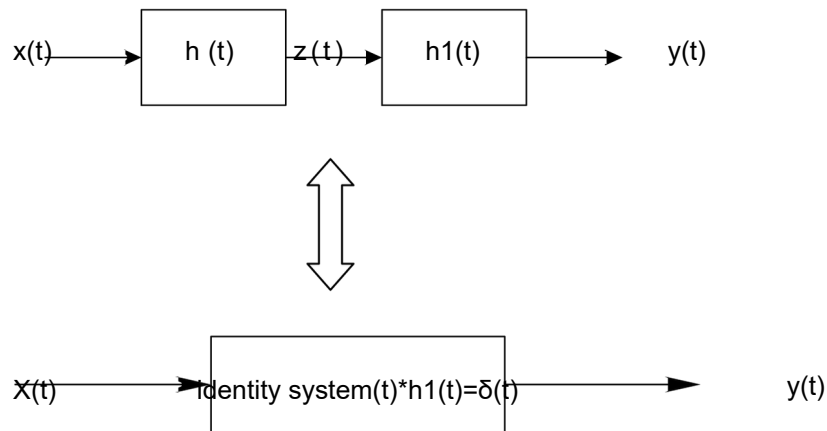 x(t) h (t) z(t) h1(t) y(t)
X(t) Identity system(t)*h1(t)=δ(t) y(t)